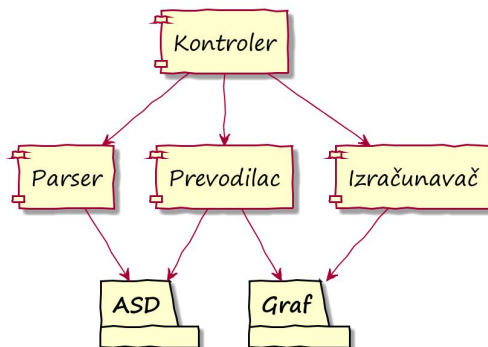 Kontroler
Parser
Prevodilac
Izračunavač
ASD
Graf